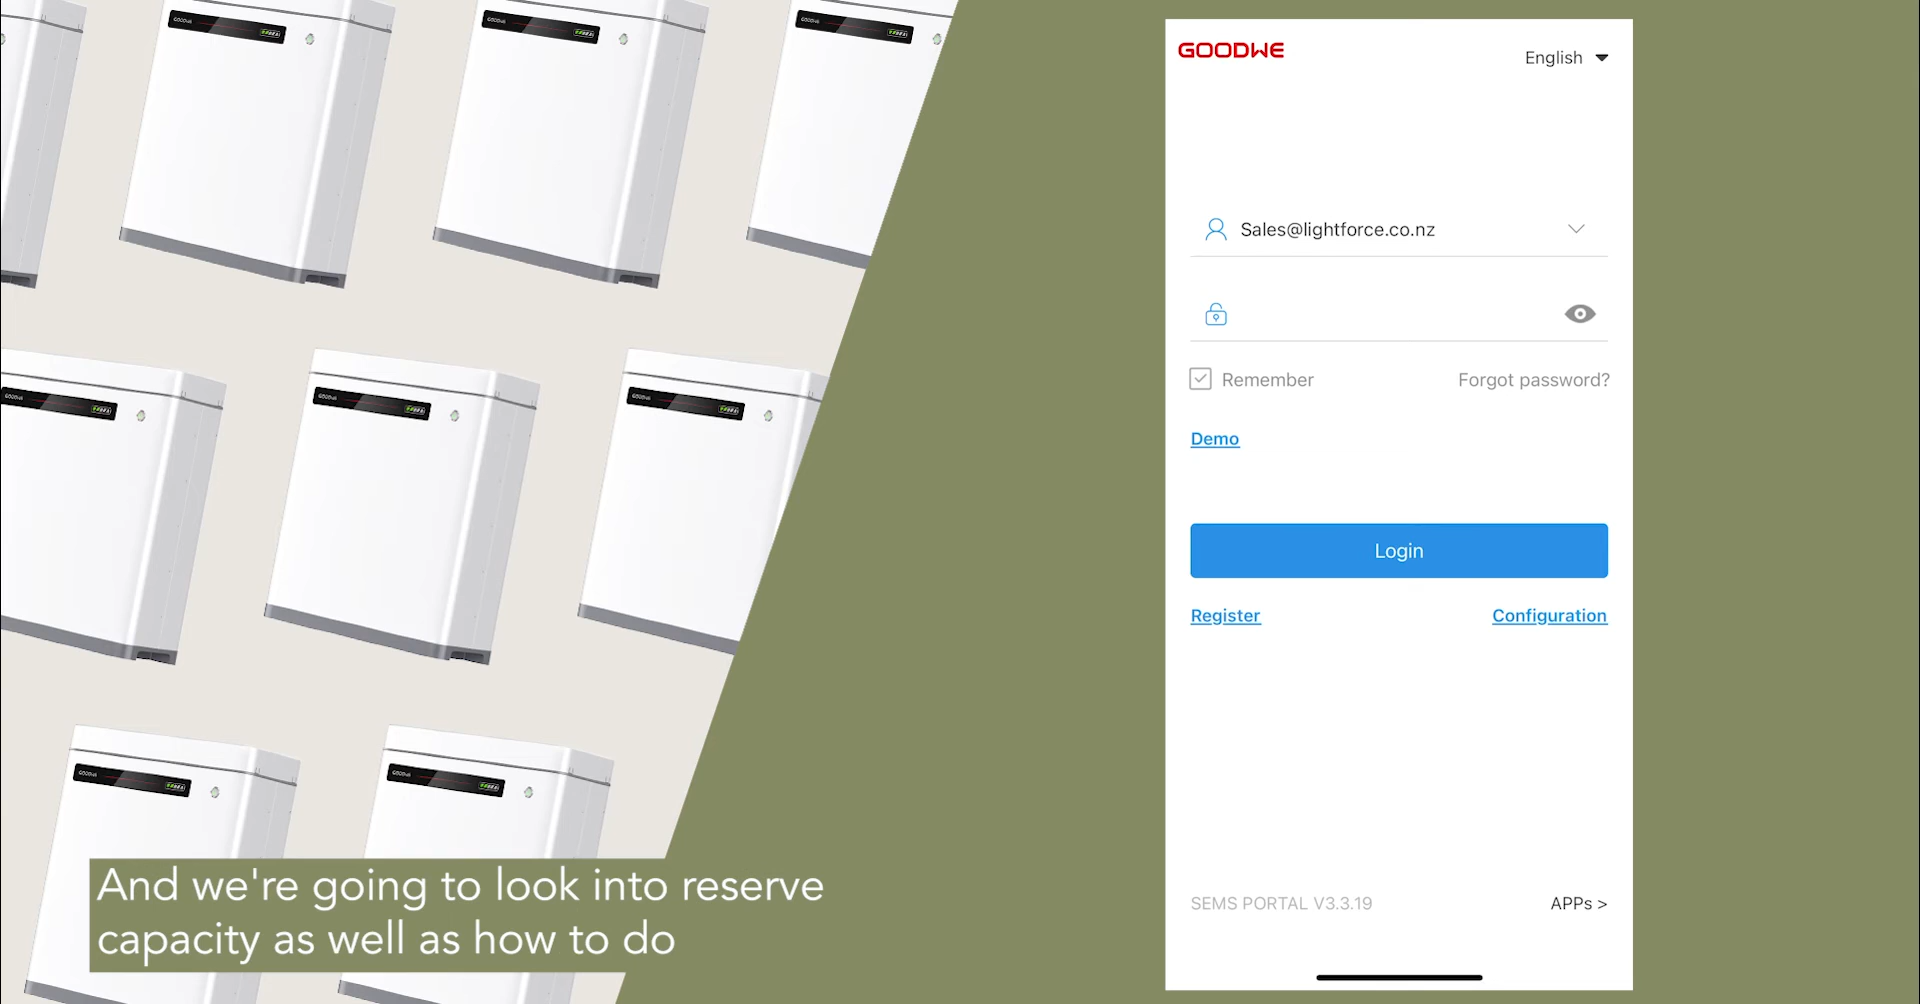 GOODWE
English
Sales@lightforce.co.nz
Remember
Forgot password?
Demo
Login
Register
Configuration
SEMS PORTAL V3.3.19
APPs >
And we're going to look into reserve
capacity as well as how to do